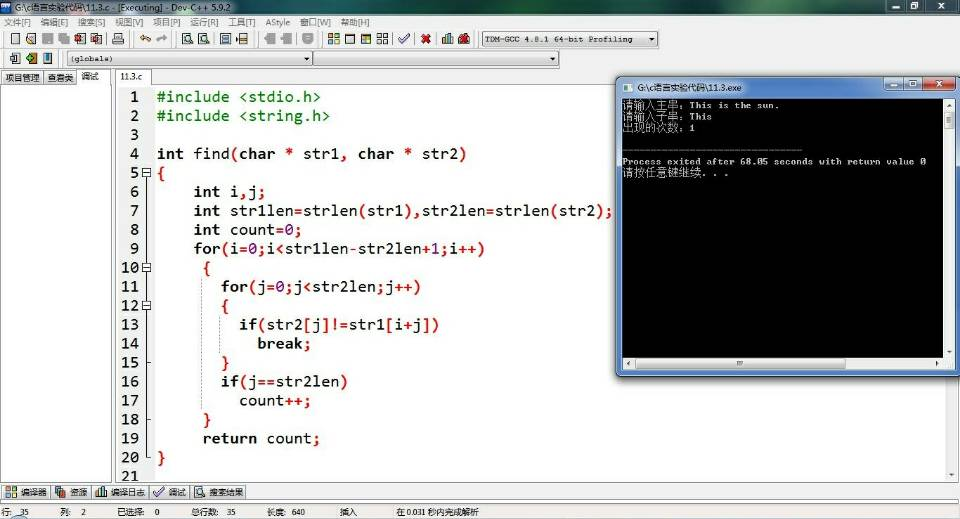 G:\c语言实验代码\11.3.c - [Executing] - Dev-C++ 5.9.2
文件[F] 编辑[E] 搜索[S] 视图[V] 项目[P] 运行[R] 工具[T] AStyle 窗口[W] 帮助[H]
TDM-GCC 4.8.1 64-bit Profiling
(globals)
项目管理 查看类 调试 11.3.c
1 #include <stdio.h>
2 #include <string.h>
3
4 int find(char * str1, char * str2)
5 {
6 int i,j;
7 int str1len=strlen(str1),str2len=strlen(str2);
8 int count=0;
9 for(i=0;i<str1len-str2len+1;i++)
10 {
11 for(j=0;j<str2len;j++)
12 {
13 if(str2[j]!=str1[i+j])
14 break;
15 }
16 if(j==str2len)
17 count++;
18 }
19 return count;
20 }
21
G:\c语言实验代码\11.3.exe
请输入主串：This is the sun.
请输入子串：This
出现的次数：1
--------------------------------
Process exited after 68.05 seconds with return value 0
请按任意键继续. . .
编译器 资源 编译日志 调试 搜索结果
行: 35 列: 2 已选择: 0 总行数: 35 长度: 640 插入 在 0.031 秒内完成解析